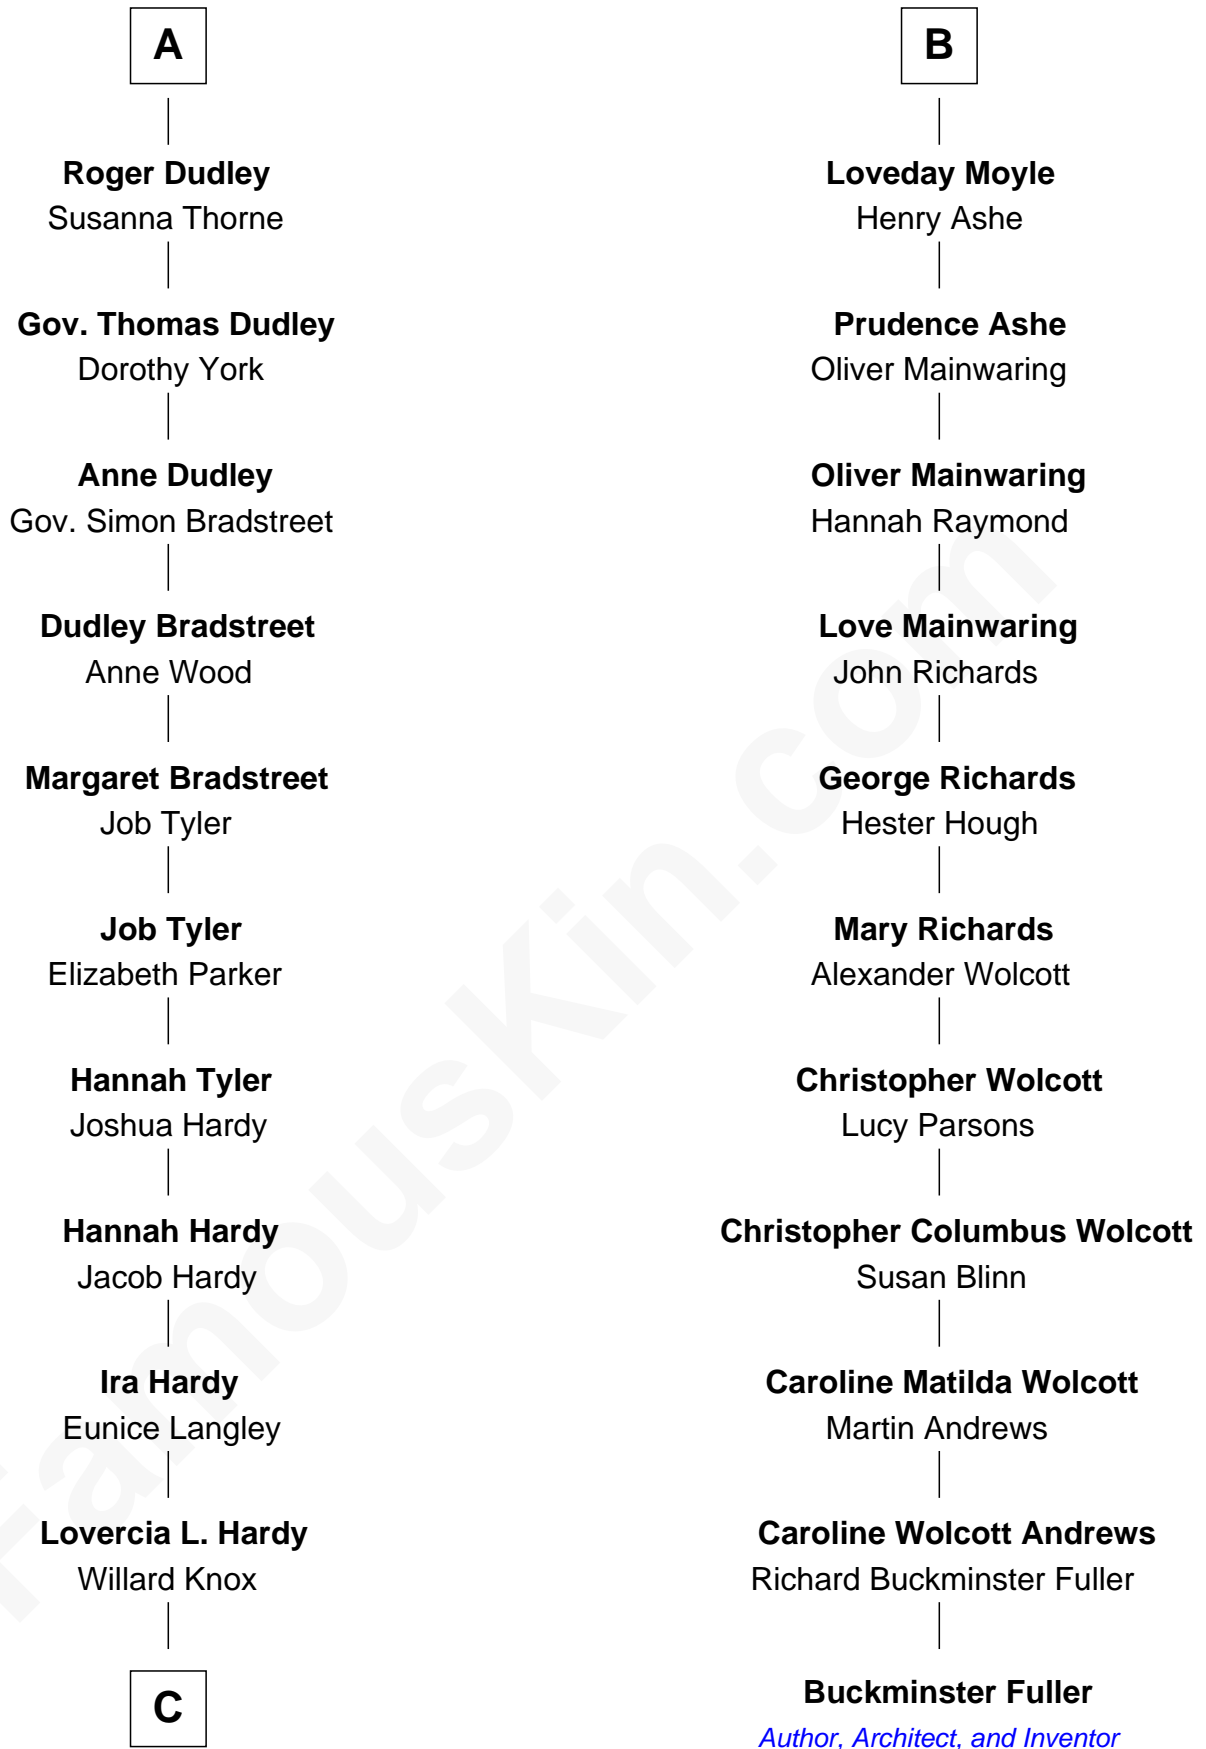 A
Roger Dudley
Susanna Thorne
Gov. Thomas Dudley
Dorothy York
Anne Dudley
Gov. Simon Bradstreet
Dudley Bradstreet
Anne Wood
Margaret Bradstreet
Job Tyler
Job Tyler
Elizabeth Parker
Hannah Tyler
Joshua Hardy
Hannah Hardy
Jacob Hardy
Ira Hardy
Eunice Langley
Lovercia L. Hardy
Willard Knox
C
B
Loveday Moyle
Henry Ashe
Prudence Ashe
Oliver Mainwaring
Oliver Mainwaring
Hannah Raymond
Love Mainwaring
John Richards
George Richards
Hester Hough
Mary Richards
Alexander Wolcott
Christopher Wolcott
Lucy Parsons
Christopher Columbus Wolcott
Susan Blinn
Caroline Matilda Wolcott
Martin Andrews
Caroline Wolcott Andrews
Richard Buckminster Fuller
Buckminster Fuller
Author, Architect, and Inventor
FamousKin.com